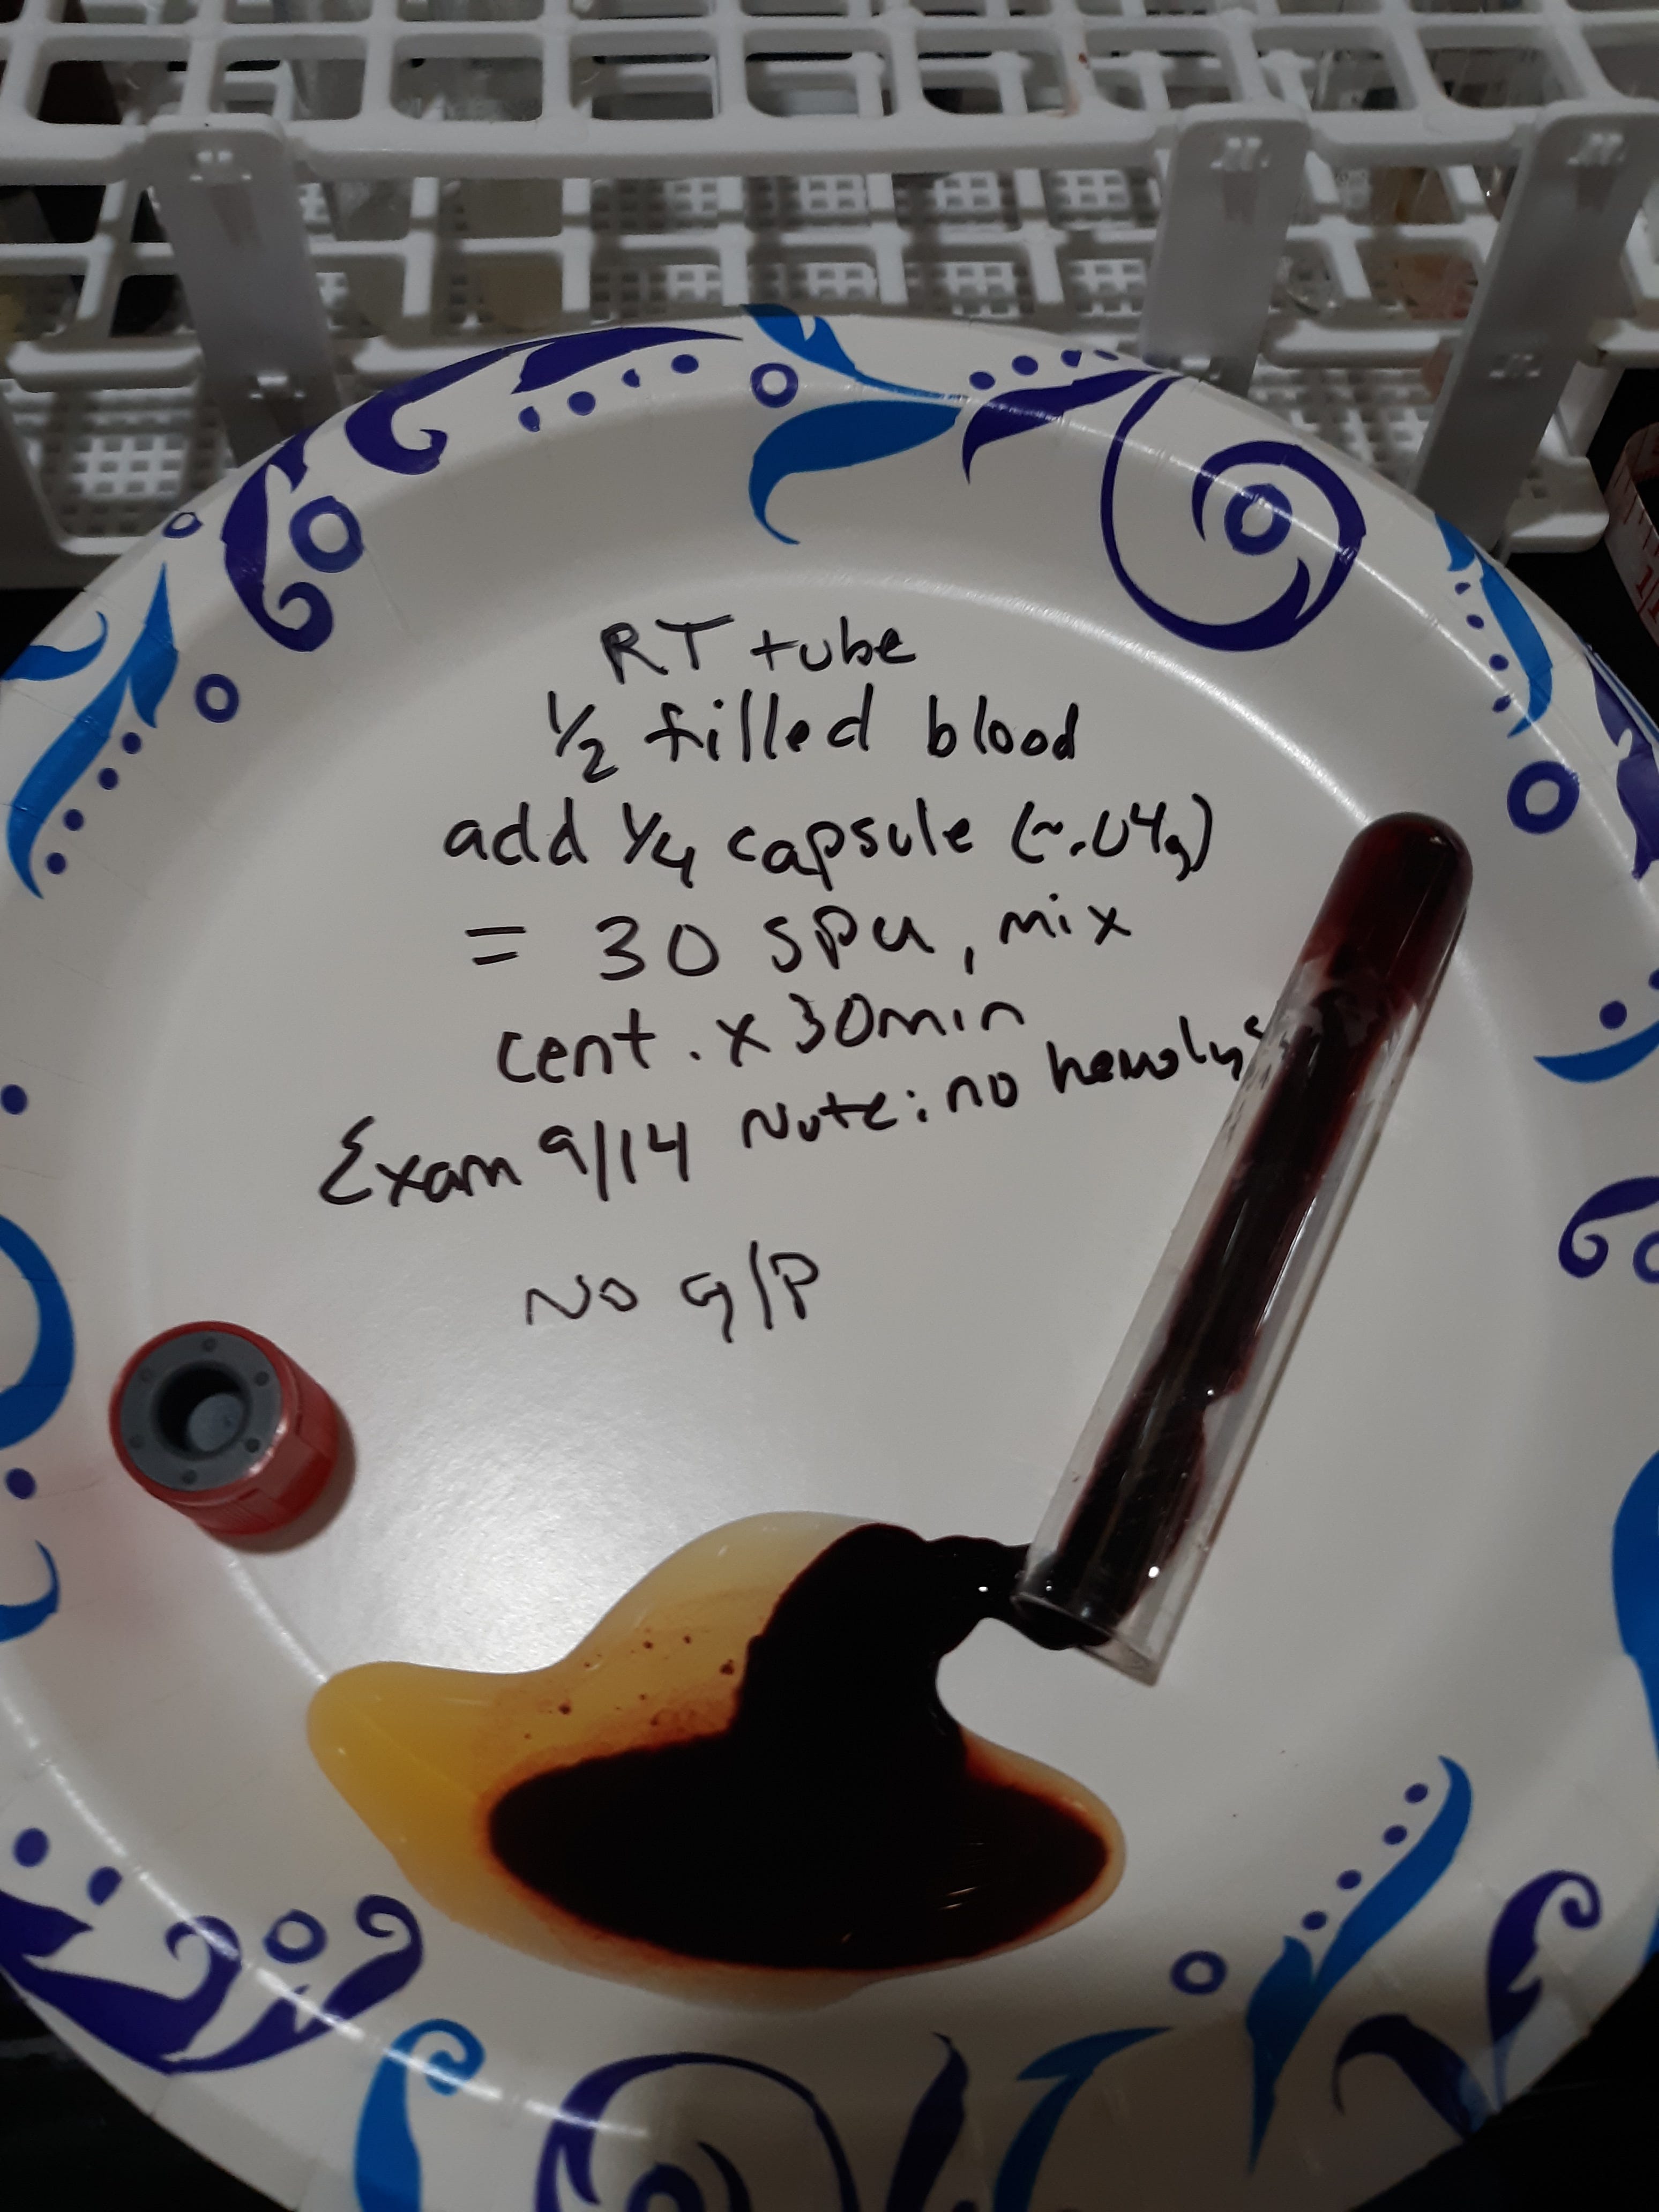 RT tube
1/2 filled blood
add 1/4 capsule (~.04g)
= 30 SPU, mix
cent. x 30min
Exam 9/14 Note: no hemolys
No g/P